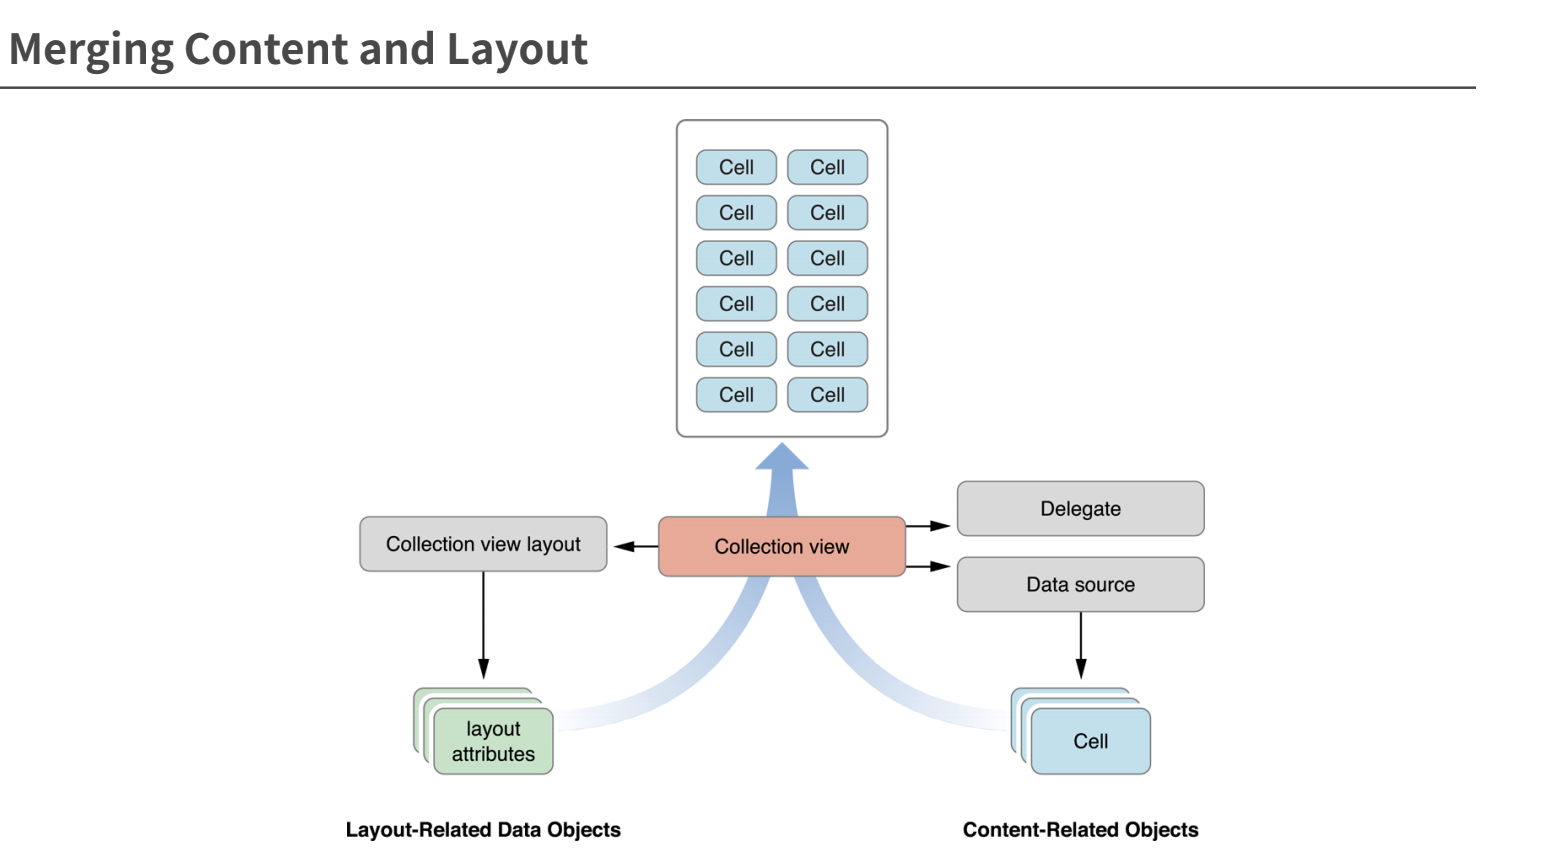 Merging Content and Layout
Cell Cell
Cell Cell
Cell Cell
Cell Cell
Cell Cell
Cell Cell
Delegate
Collection view layout
Collection view
Data source
layout
attributes
Cell
Layout-Related Data Objects
Content-Related Objects